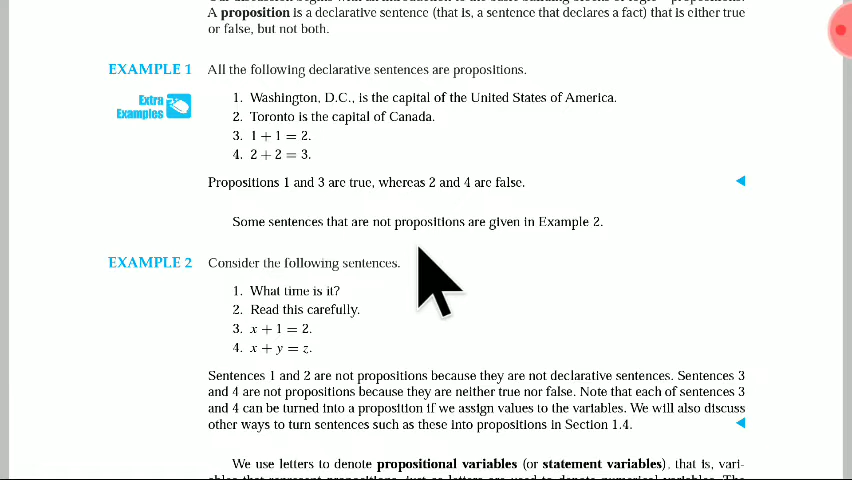 A proposition is a declarative sentence (that is, a sentence that declares a fact) that is either true
or false, but not both.
EXAMPLE 1 All the following declarative sentences are propositions.
Extra
Examples
1. Washington, D.C., is the capital of the United States of America.
2. Toronto is the capital of Canada.
3. 1 + 1 = 2.
4. 2 + 2 = 3.
Propositions 1 and 3 are true, whereas 2 and 4 are false.
Some sentences that are not propositions are given in Example 2.
EXAMPLE 2 Consider the following sentences.
1. What time is it?
2. Read this carefully.
3. x + 1 = 2.
4. x + y = z.
Sentences 1 and 2 are not propositions because they are not declarative sentences. Sentences 3
and 4 are not propositions because they are neither true nor false. Note that each of sentences 3
and 4 can be turned into a proposition if we assign values to the variables. We will also discuss
other ways to turn sentences such as these into propositions in Section 1.4.
We use letters to denote propositional variables (or statement variables), that is, vari-